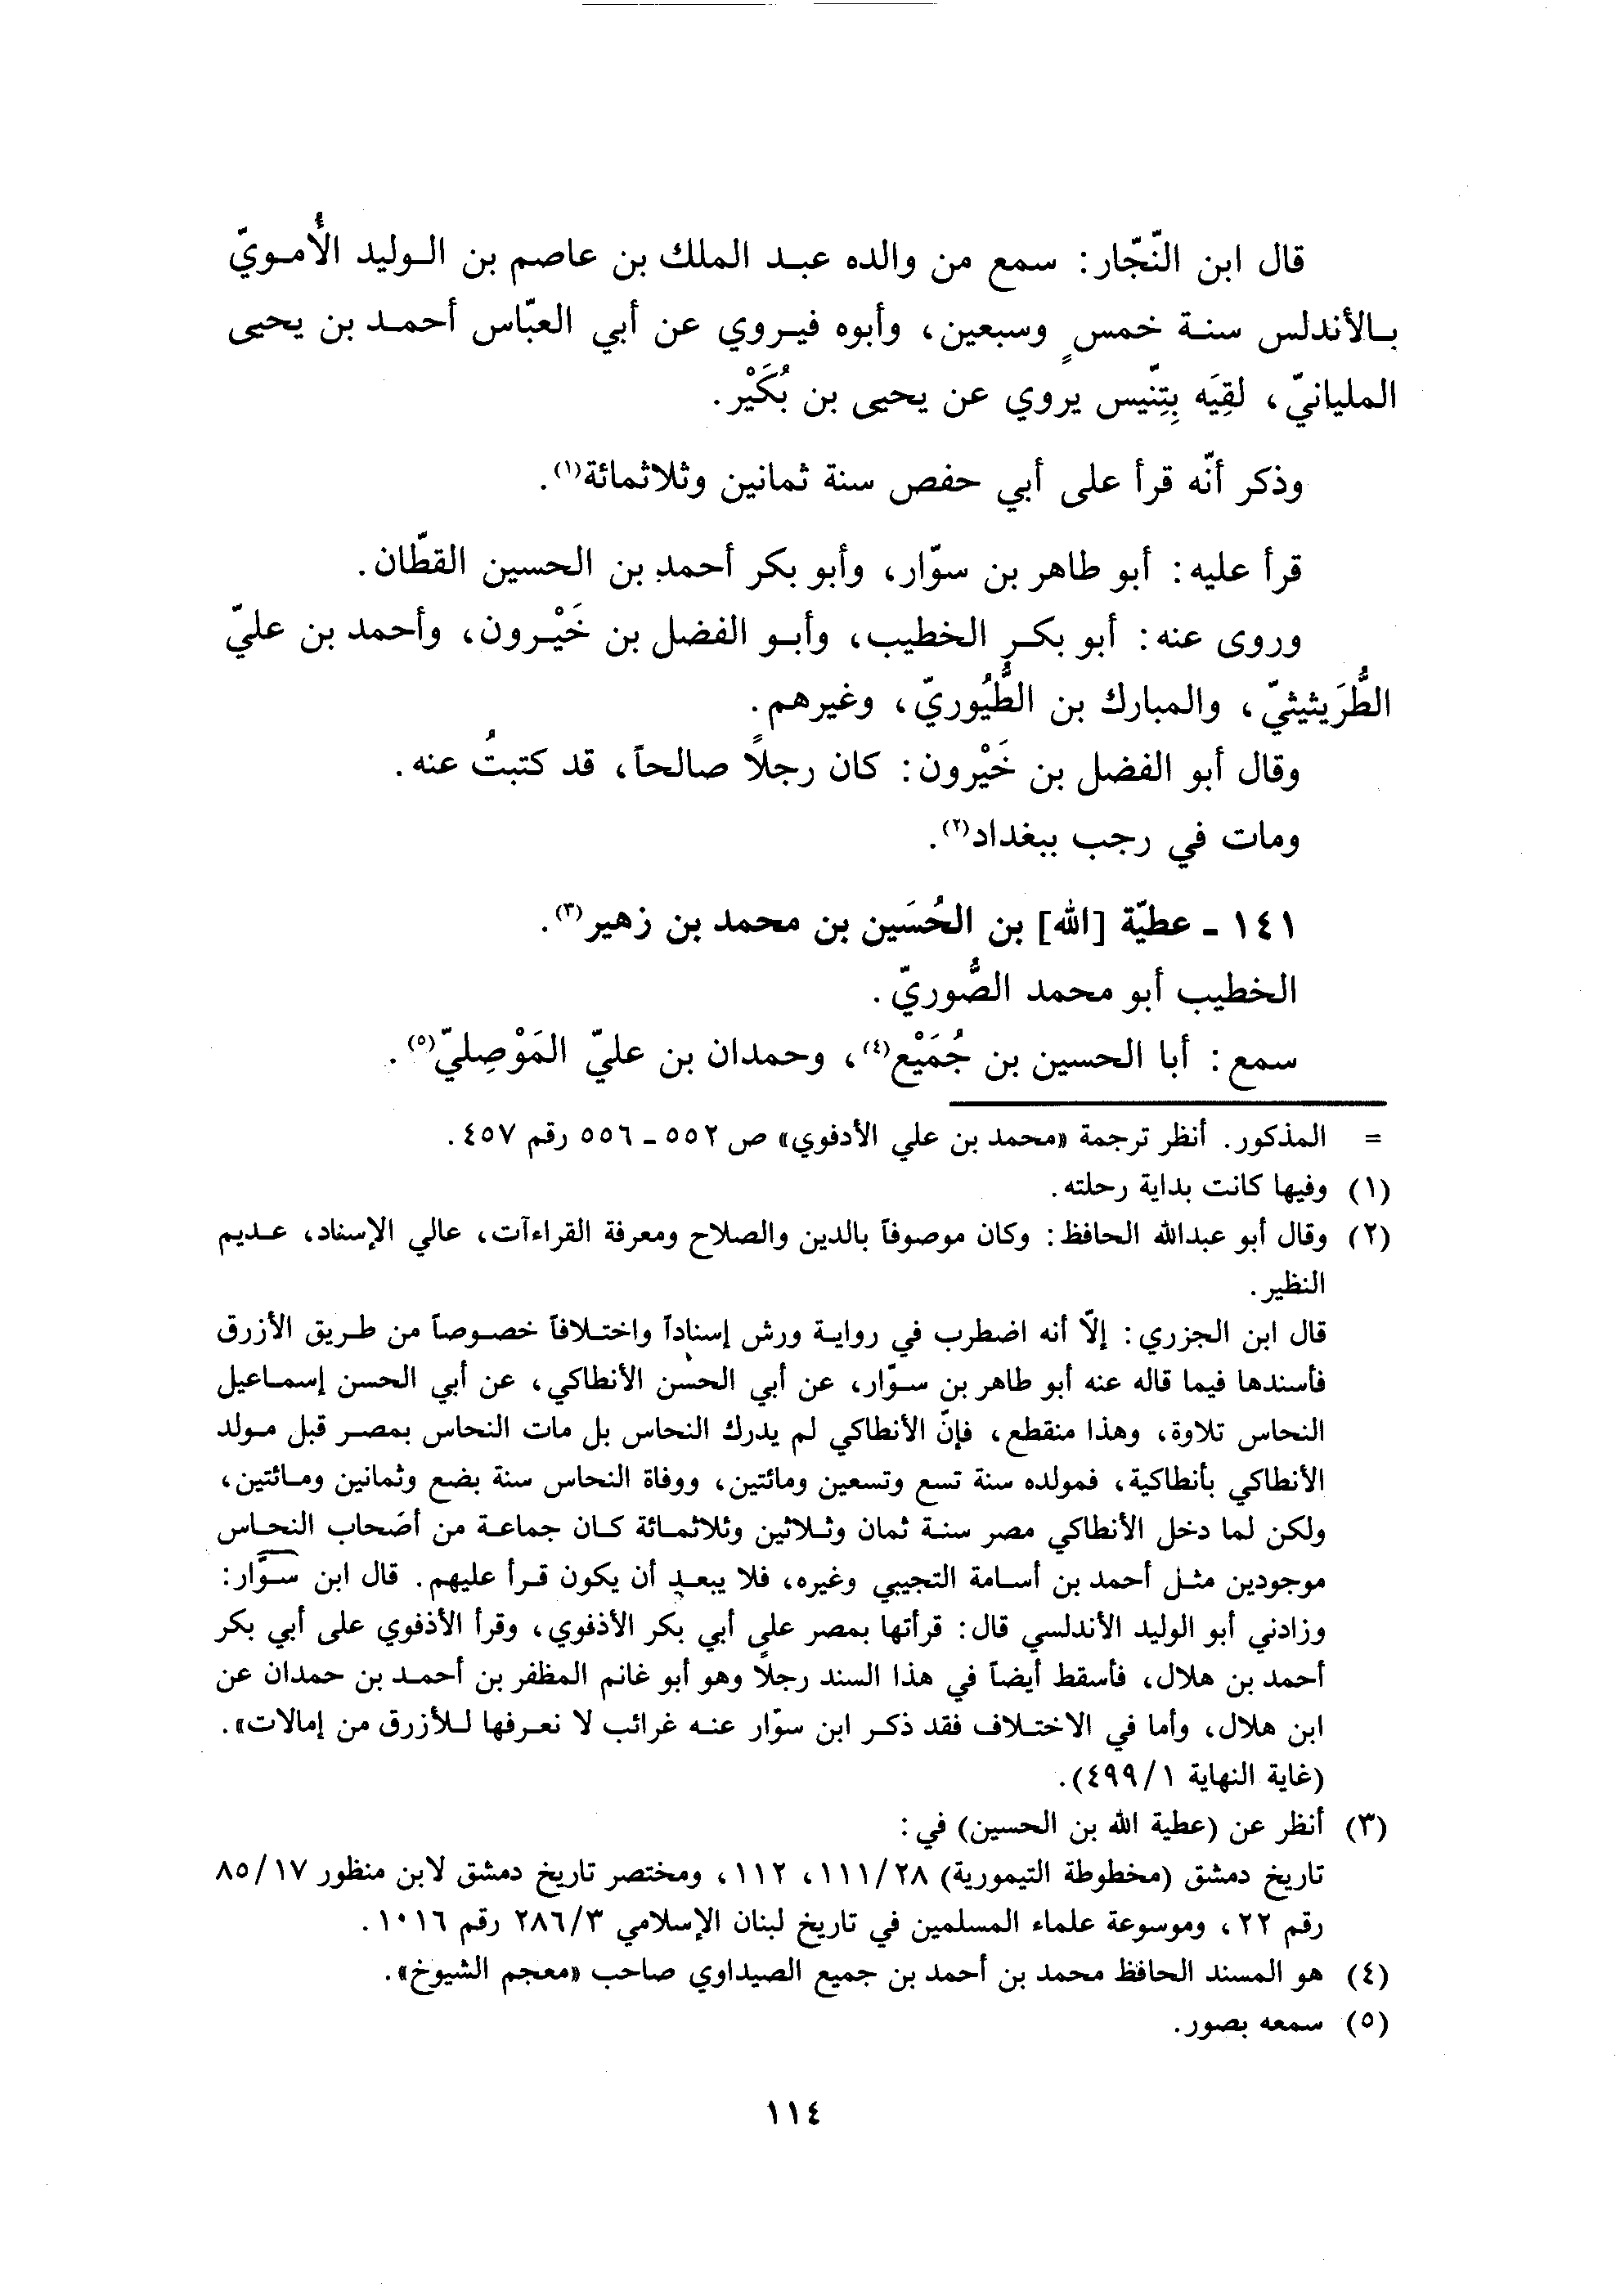 قال ابن النّجّار: سمع من والده عبد الملك بن عاصم بن الوليد الأُمويّ
بالأندلس سنة خمسٍ وسبعين، وأبوه فيروي عن أبي العبّاس أحمد بن يحيى
المليانيّ، لقِيَه بِتِنّيس يروي عن يحيى بن بُكَيْر.
وذكر أنّه قرأ على أبي حفص سنة ثمانين وثلاثمائة(١).
قرأ عليه: أبو طاهر بن سوّار، وأبو بكر أحمد بن الحسين القطّان.
وروى عنه: أبو بكر الخطيب، وأبو الفضل بن خَيْرون، وأحمد بن عليّ
الطُّرَيثيثيّ، والمبارك بن الطُّيُوريّ، وغيرهم.
وقال أبو الفضل بن خَيْرون: كان رجلًا صالحاً، قد كتبتُ عنه.
ومات في رجب ببغداد(٢).
١٤١ - عطيّة [الله] بن الحُسَين بن محمد بن زهير(٣).
الخطيب أبو محمد الصُّوريّ.
سمع: أبا الحسين بن جُمَيْع(٤)، وحمدان بن عليّ المَوْصِليّ(٥).
= المذكور. أنظر ترجمة «محمد بن علي الأدفوي» ص ٥٥٢ - ٥٥٦ رقم ٤٥٧.
(١) وفيها كانت بداية رحلته.
(٢) وقال أبو عبدالله الحافظ: وكان موصوفاً بالدين والصلاح ومعرفة القراءآت، عالي الإسناد، عديم
النظير.
قال ابن الجزري: إلّا أنه اضطرب في رواية ورش إسناداً واختلافاً خصوصاً من طريق الأزرق
فأسندها فيما قاله عنه أبو طاهر بن سوّار، عن أبي الحسن الأنطاكي، عن أبي الحسن إسماعيل
النحاس تلاوة، وهذا منقطع، فإنّ الأنطاكي لم يدرك النحاس بل مات النحاس بمصر قبل مولد
الأنطاكي بأنطاكية، فمولده سنة تسع وتسعين ومائتين، ووفاة النحاس سنة بضع وثمانين ومائتين،
ولكن لما دخل الأنطاكي مصر سنة ثمان وثلاثين وثلاثمائة كان جماعة من أصحاب النحاس
موجودين مثل أحمد بن أسامة التجيبي وغيره، فلا يبعد أن يكون قرأ عليهم. قال ابن سوّار:
وزادني أبو الوليد الأندلسي قال: قرأتها بمصر على أبي بكر الأذفوي، وقرأ الأذفوي على أبي بكر
أحمد بن هلال، فأسقط أيضاً في هذا السند رجلًا وهو أبو غانم المظفر بن أحمد بن حمدان عن
ابن هلال، وأما في الاختلاف فقد ذكر ابن سوّار عنه غرائب لا نعرفها للأزرق من إمالات».
(غاية النهاية ١/٤٩٩).
(٣) أنظر عن (عطية الله بن الحسين) في:
تاريخ دمشق (مخطوطة التيمورية) ٢٨/١١١، ١١٢، ومختصر تاريخ دمشق لابن منظور ١٧/٨٥
رقم ٢٢، وموسوعة علماء المسلمين في تاريخ لبنان الإسلامي ٣/٢٨٦ رقم ١٠١٦.
(٤) هو المسند الحافظ محمد بن أحمد بن جميع الصيداوي صاحب «معجم الشيوخ».
(٥) سمعه بصور.
١١٤